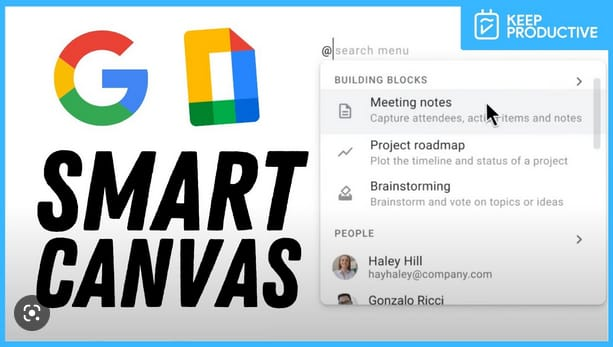 KEEP
PRODUCTIVE
@search menu
BUILDING BLOCKS
Meeting notes
Capture attendees, action items and notes
Project roadmap
Plot the timeline and status of a project
Brainstorming
Brainstorm and vote on topics or ideas
PEOPLE
Haley Hill
hayhaley@company.com
Gonzalo Ricci
G
SMART
CANVAS